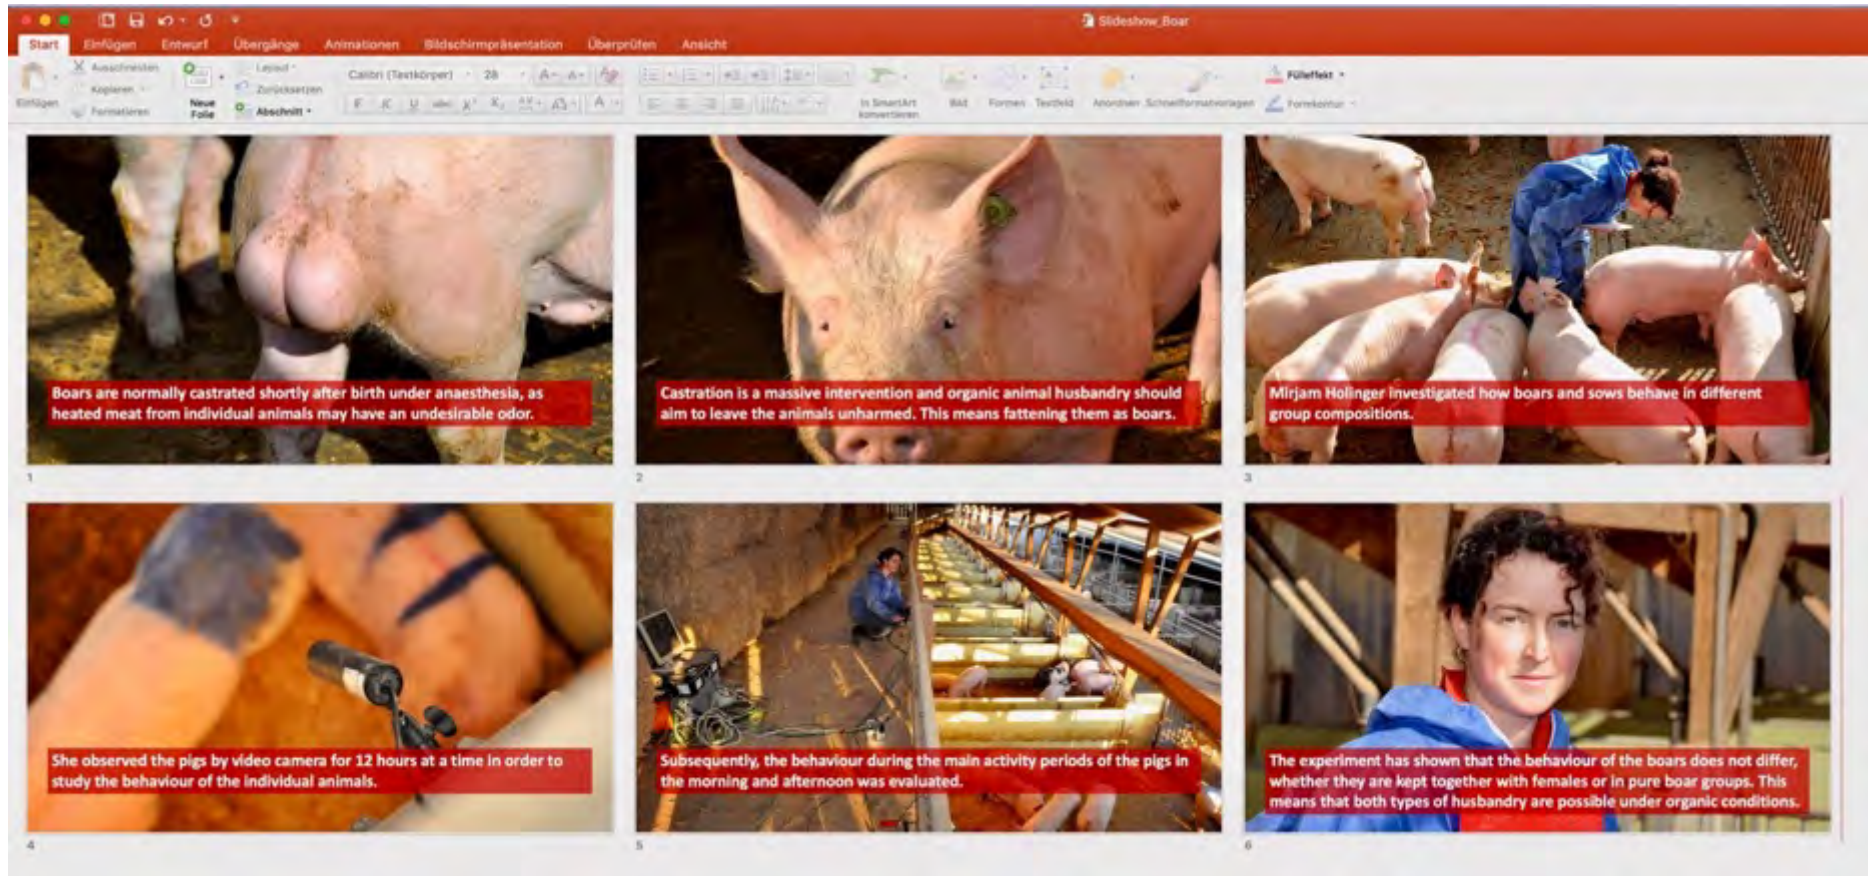 Slideshow_Boar
Start Einfügen Entwurf Übergänge Animationen Bildschirmpräsentation Überprüfen Ansicht
Ausschneiden Layout Calibri (Textkörper) 28 Fülleffekt
Kopieren Zurücksetzen
Einfügen Formatieren Neue Folie Abschnitt In SmartArt konvertieren Bild Formen Textfeld Anordnen Schnellformatvorlagen Formkontur
Boars are normally castrated shortly after birth under anaesthesia, as
heated meat from individual animals may have an undesirable odor.
1
Castration is a massive intervention and organic animal husbandry should
aim to leave the animals unharmed. This means fattening them as boars.
2
Mirjam Holinger investigated how boars and sows behave in different
group compositions.
3
She observed the pigs by video camera for 12 hours at a time in order to
study the behaviour of the individual animals.
4
Subsequently, the behaviour during the main activity periods of the pigs in
the morning and afternoon was evaluated.
5
The experiment has shown that the behaviour of the boars does not differ,
whether they are kept together with females or in pure boar groups. This
means that both types of husbandry are possible under organic conditions.
6